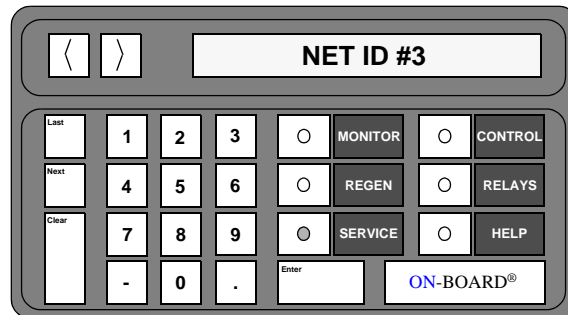 〈 〉 NET ID #3
Last 1 2 3 MONITOR CONTROL
Next 4 5 6 REGEN RELAYS
Clear 7 8 9 SERVICE HELP
- 0 . Enter ON-BOARD®